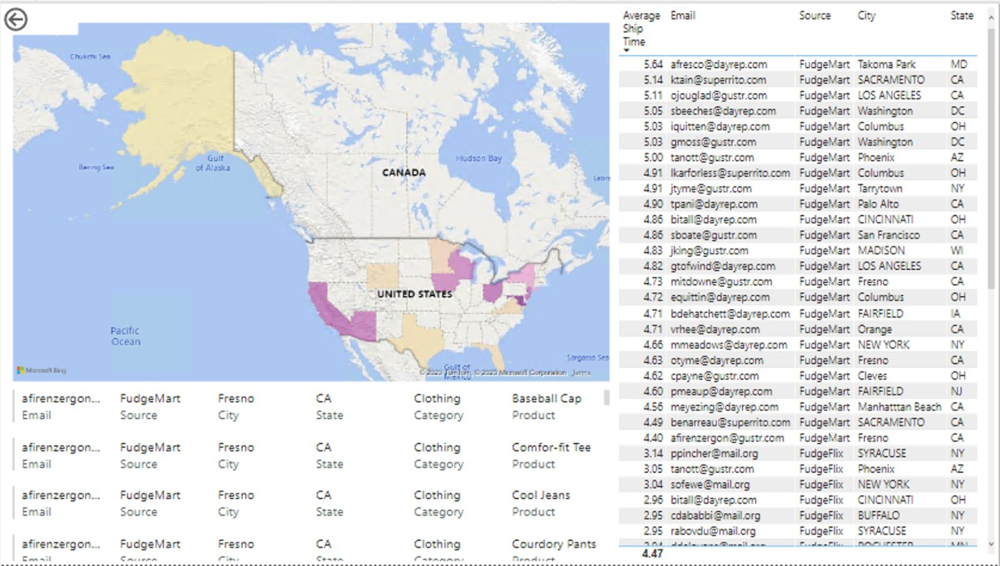 Chukchi Sea
Bering Sea
Gulf
of Alaska
CANADA
Hudson Bay
UNITED STATES
Pacific
Ocean
Gulf of
Mexico
Sargasso Sea
Microsoft Bing
© 2023 TomTom, © 2023 Microsoft Corporation Terms
afirenzergon... FudgeMart Fresno CA Clothing Baseball Cap
Email Source City State Category Product
afirenzergon... FudgeMart Fresno CA Clothing Comfor-fit Tee
Email Source City State Category Product
afirenzergon... FudgeMart Fresno CA Clothing Cool Jeans
Email Source City State Category Product
afirenzergon... FudgeMart Fresno CA Clothing Courdory Pants
Email Source City State Category Product
Average Email Source City State
Ship
Time
5.64 afresco@dayrep.com FudgeMart Takoma Park MD
5.14 ktain@superrito.com FudgeMart SACRAMENTO CA
5.11 ojouglad@gustr.com FudgeMart LOS ANGELES CA
5.05 sbeeches@dayrep.com FudgeMart Washington DC
5.03 iquitten@dayrep.com FudgeMart Columbus OH
5.03 gmoss@gustr.com FudgeMart Washington DC
5.00 tanott@gustr.com FudgeMart Phoenix AZ
4.91 lkarforless@superrito.com FudgeMart Columbus OH
4.91 jtyme@gustr.com FudgeMart Tarrytown NY
4.90 tpani@dayrep.com FudgeMart Palo Alto CA
4.86 bitall@dayrep.com FudgeMart CINCINNATI OH
4.86 sboate@gustr.com FudgeMart San Francisco CA
4.83 jking@gustr.com FudgeMart MADISON WI
4.82 gtofwind@dayrep.com FudgeMart LOS ANGELES CA
4.73 mitdowne@gustr.com FudgeMart Fresno CA
4.72 equittin@dayrep.com FudgeMart Columbus OH
4.71 bdehatchett@dayrep.com FudgeMart FAIRFIELD IA
4.71 vrhee@dayrep.com FudgeMart Orange CA
4.66 mmeadows@dayrep.com FudgeMart NEW YORK NY
4.63 otyme@dayrep.com FudgeMart Fresno CA
4.62 cpayne@gustr.com FudgeMart Cleves OH
4.60 pmeaup@dayrep.com FudgeMart FAIRFIELD NJ
4.56 meyezing@dayrep.com FudgeMart Manhatttan Beach CA
4.49 benarreau@superrito.com FudgeMart SACRAMENTO CA
4.40 afirenzergon@gustr.com FudgeMart Fresno CA
3.14 ppincher@mail.org FudgeFlix SYRACUSE NY
3.05 tanott@gustr.com FudgeFlix Phoenix AZ
3.04 sofewe@mail.org FudgeFlix NEW YORK NY
2.96 bitall@dayrep.com FudgeFlix CINCINNATI OH
2.95 cdababbi@mail.org FudgeFlix BUFFALO NY
2.95 rabovdu@mail.org FudgeFlix SYRACUSE NY
4.47